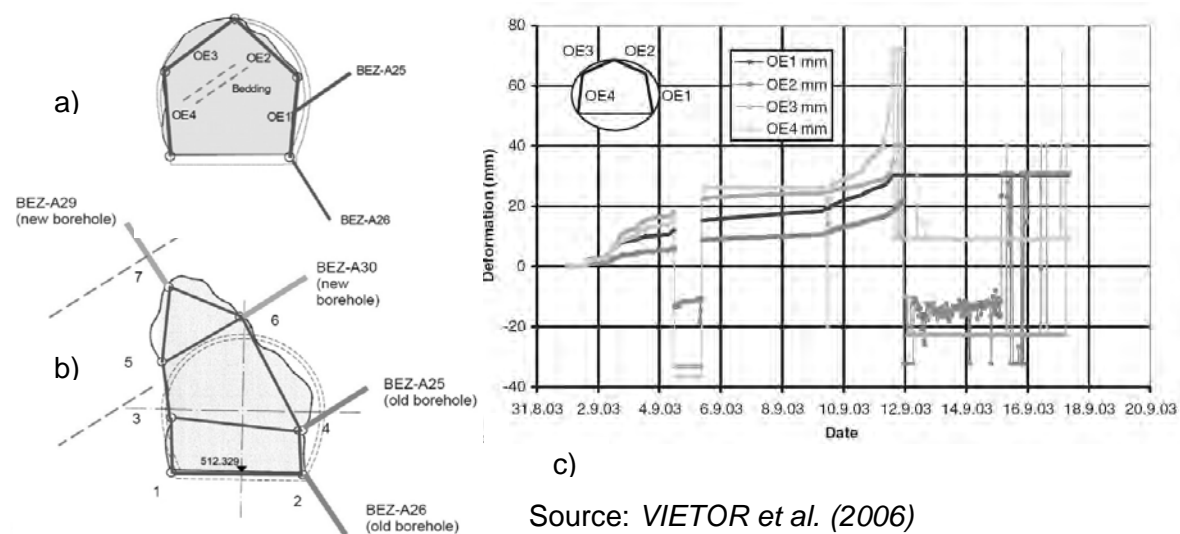 a)
OE3
OE2
Bedding
OE4
OE1
BEZ-A25
BEZ-A26
BEZ-A29
(new borehole)
BEZ-A30
(new
borehole)
7
6
5
b)
BEZ-A25
(old borehole)
3
4
512.329
1
2
BEZ-A26
(old borehole)
c)
80
60
40
20
0
-20
-40
Deformation (mm)
OE3
OE2
OE4
OE1
OE1 mm
OE2 mm
OE3 mm
OE4 mm
31.8.03 2.9.03 4.9.03 6.9.03 8.9.03 10.9.03 12.9.03 14.9.03 16.9.03 18.9.03 20.9.03
Date
c)
Source: VIETOR et al. (2006)